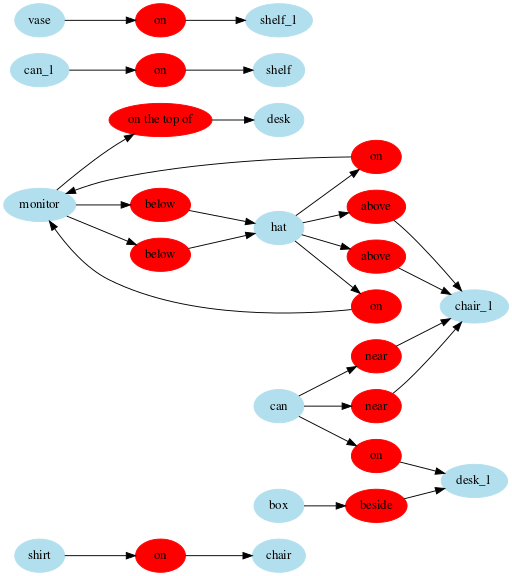 vase on shelf_1
can_1 on shelf
on the top of desk
on
monitor below above
hat
below above
on chair_1
near
can near
on
desk_1
box beside
shirt on chair